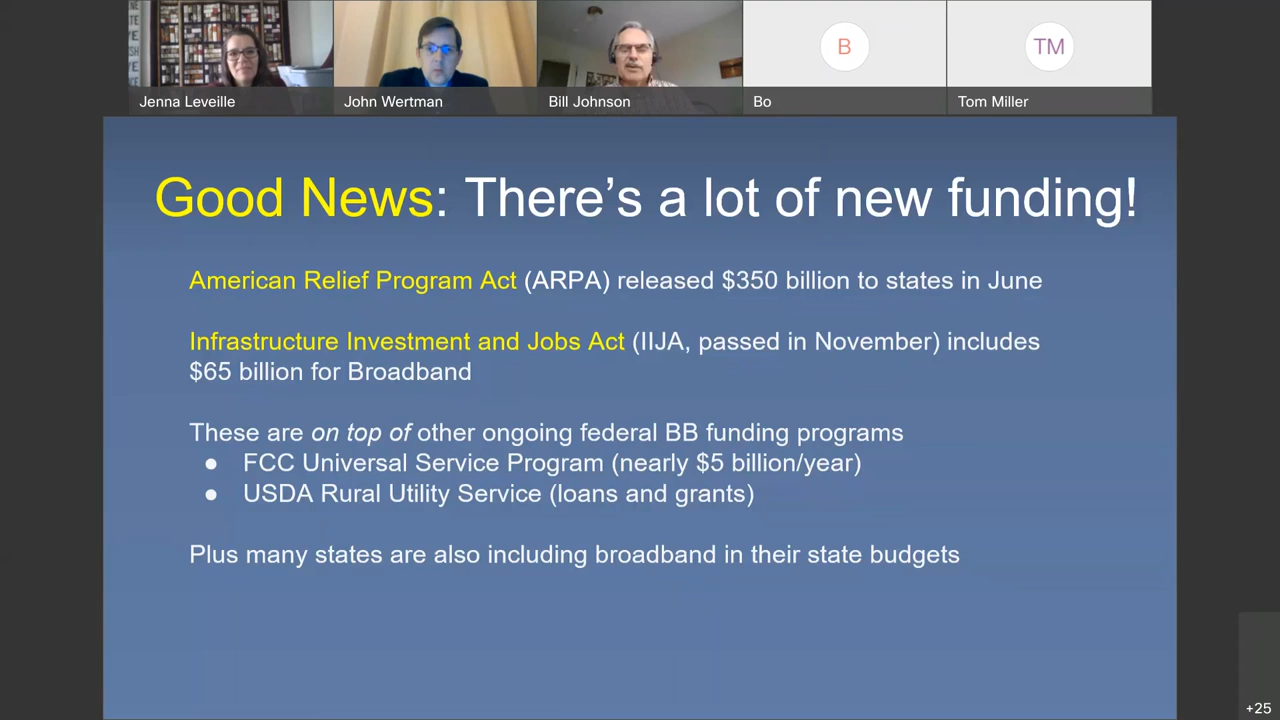 Jenna Leveille
John Wertman
Bill Johnson
B
Bo
TM
Tom Miller
Good News: There’s a lot of new funding!
American Relief Program Act (ARPA) released $350 billion to states in June
Infrastructure Investment and Jobs Act (IIJA, passed in November) includes
$65 billion for Broadband
These are on top of other ongoing federal BB funding programs
● FCC Universal Service Program (nearly $5 billion/year)
● USDA Rural Utility Service (loans and grants)
Plus many states are also including broadband in their state budgets
+25